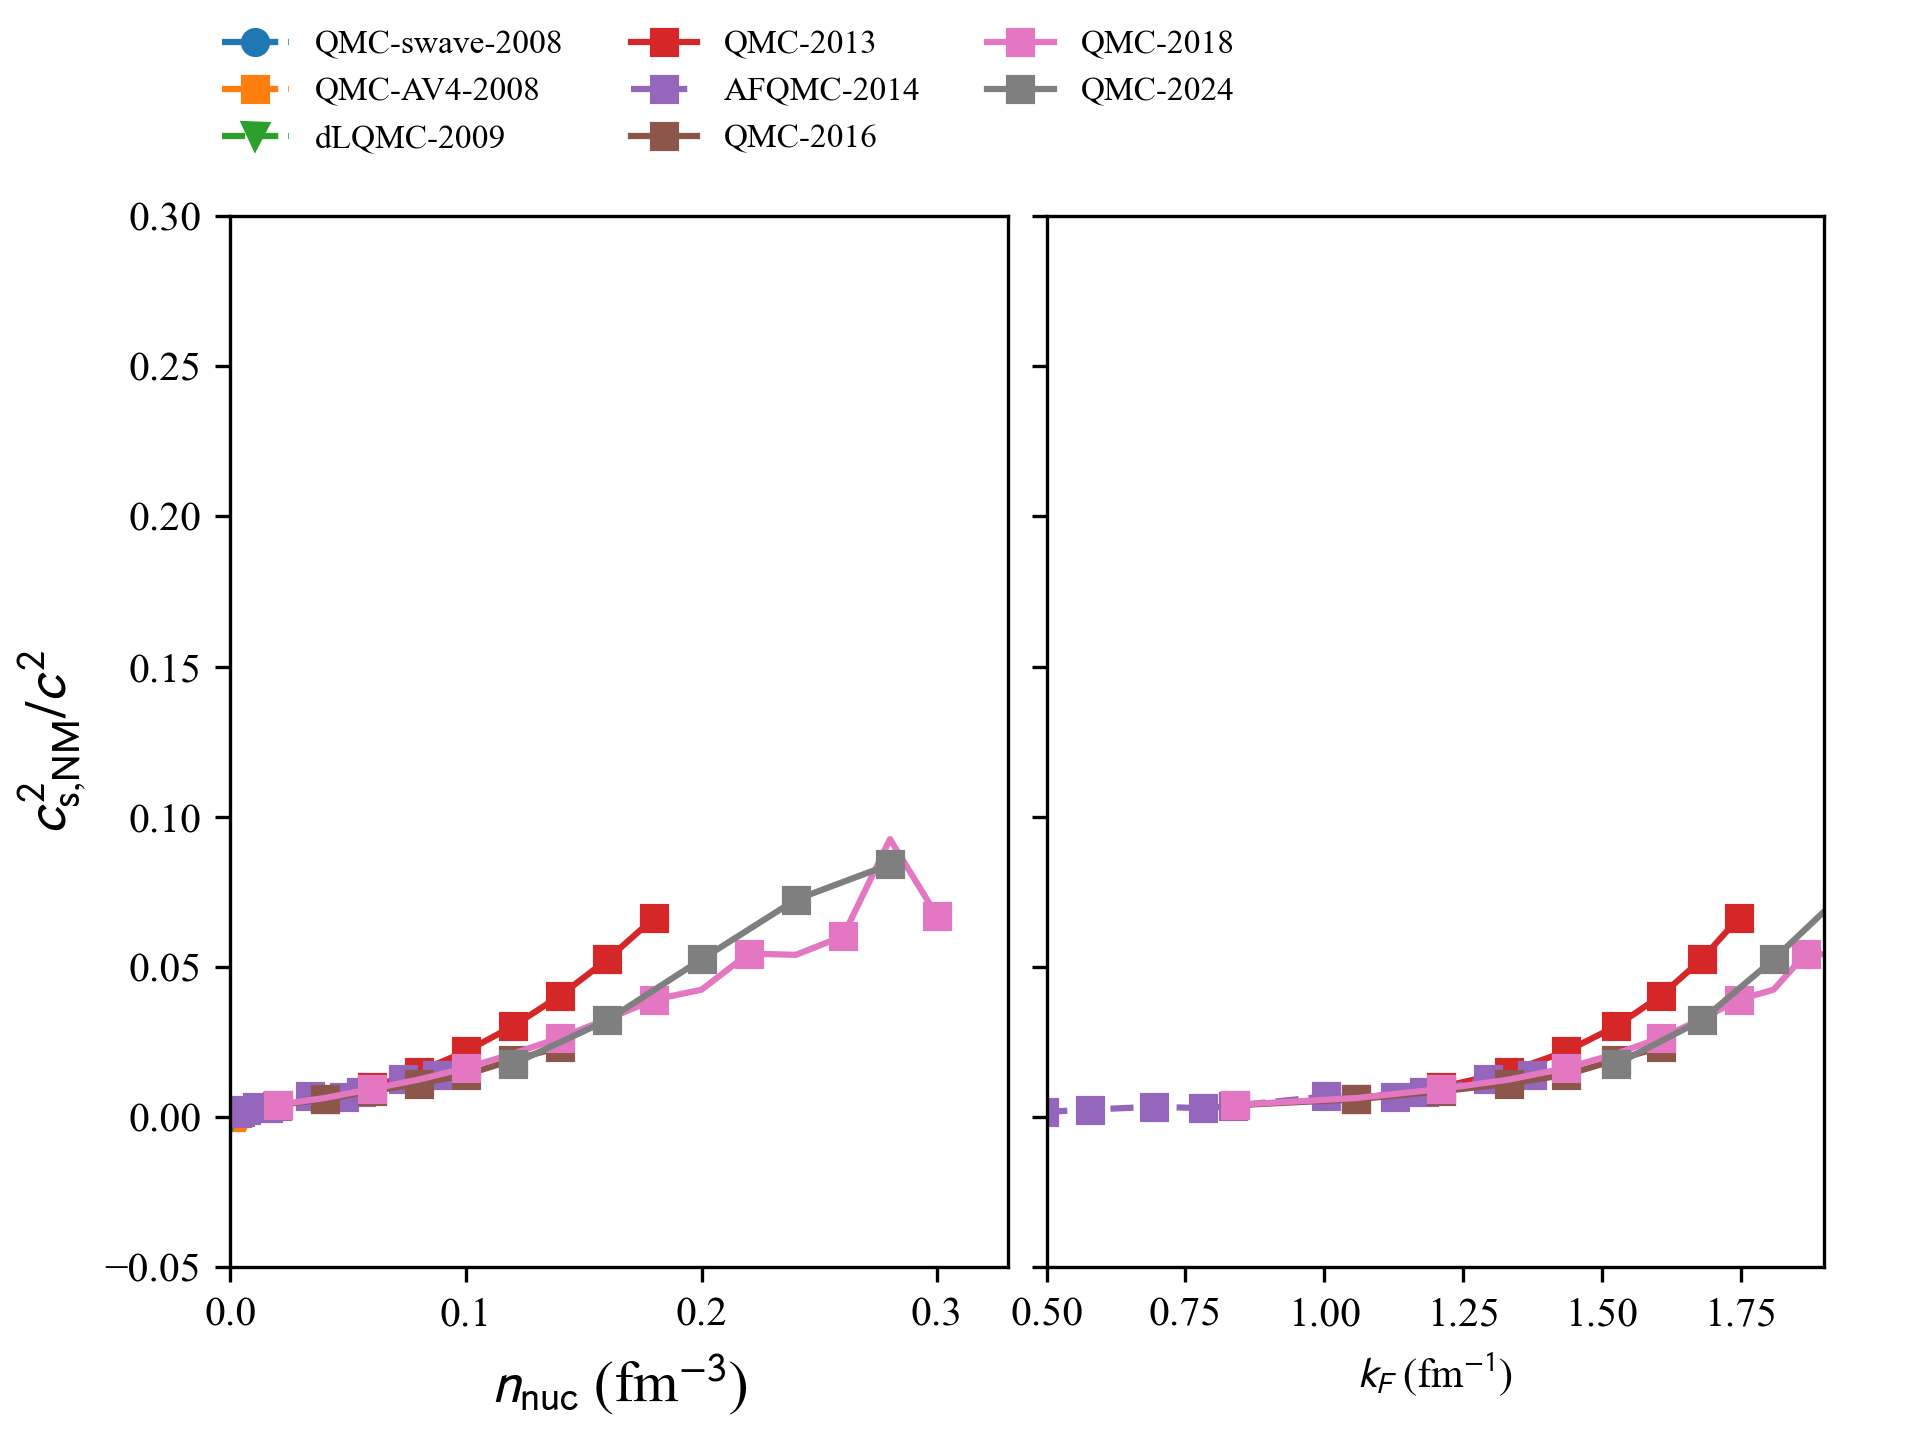 QMC-swave-2008 QMC-2013 QMC-2018
QMC-AV4-2008 AFQMC-2014 QMC-2024
dLQMC-2009 QMC-2016
0.30
0.25
0.20
0.15
0.10
0.05
0.00
−0.05
c²s,NM/c²
0.0 0.1 0.2 0.3 0.50 0.75 1.00 1.25 1.50 1.75
nnuc (fm⁻³)
kF (fm⁻¹)